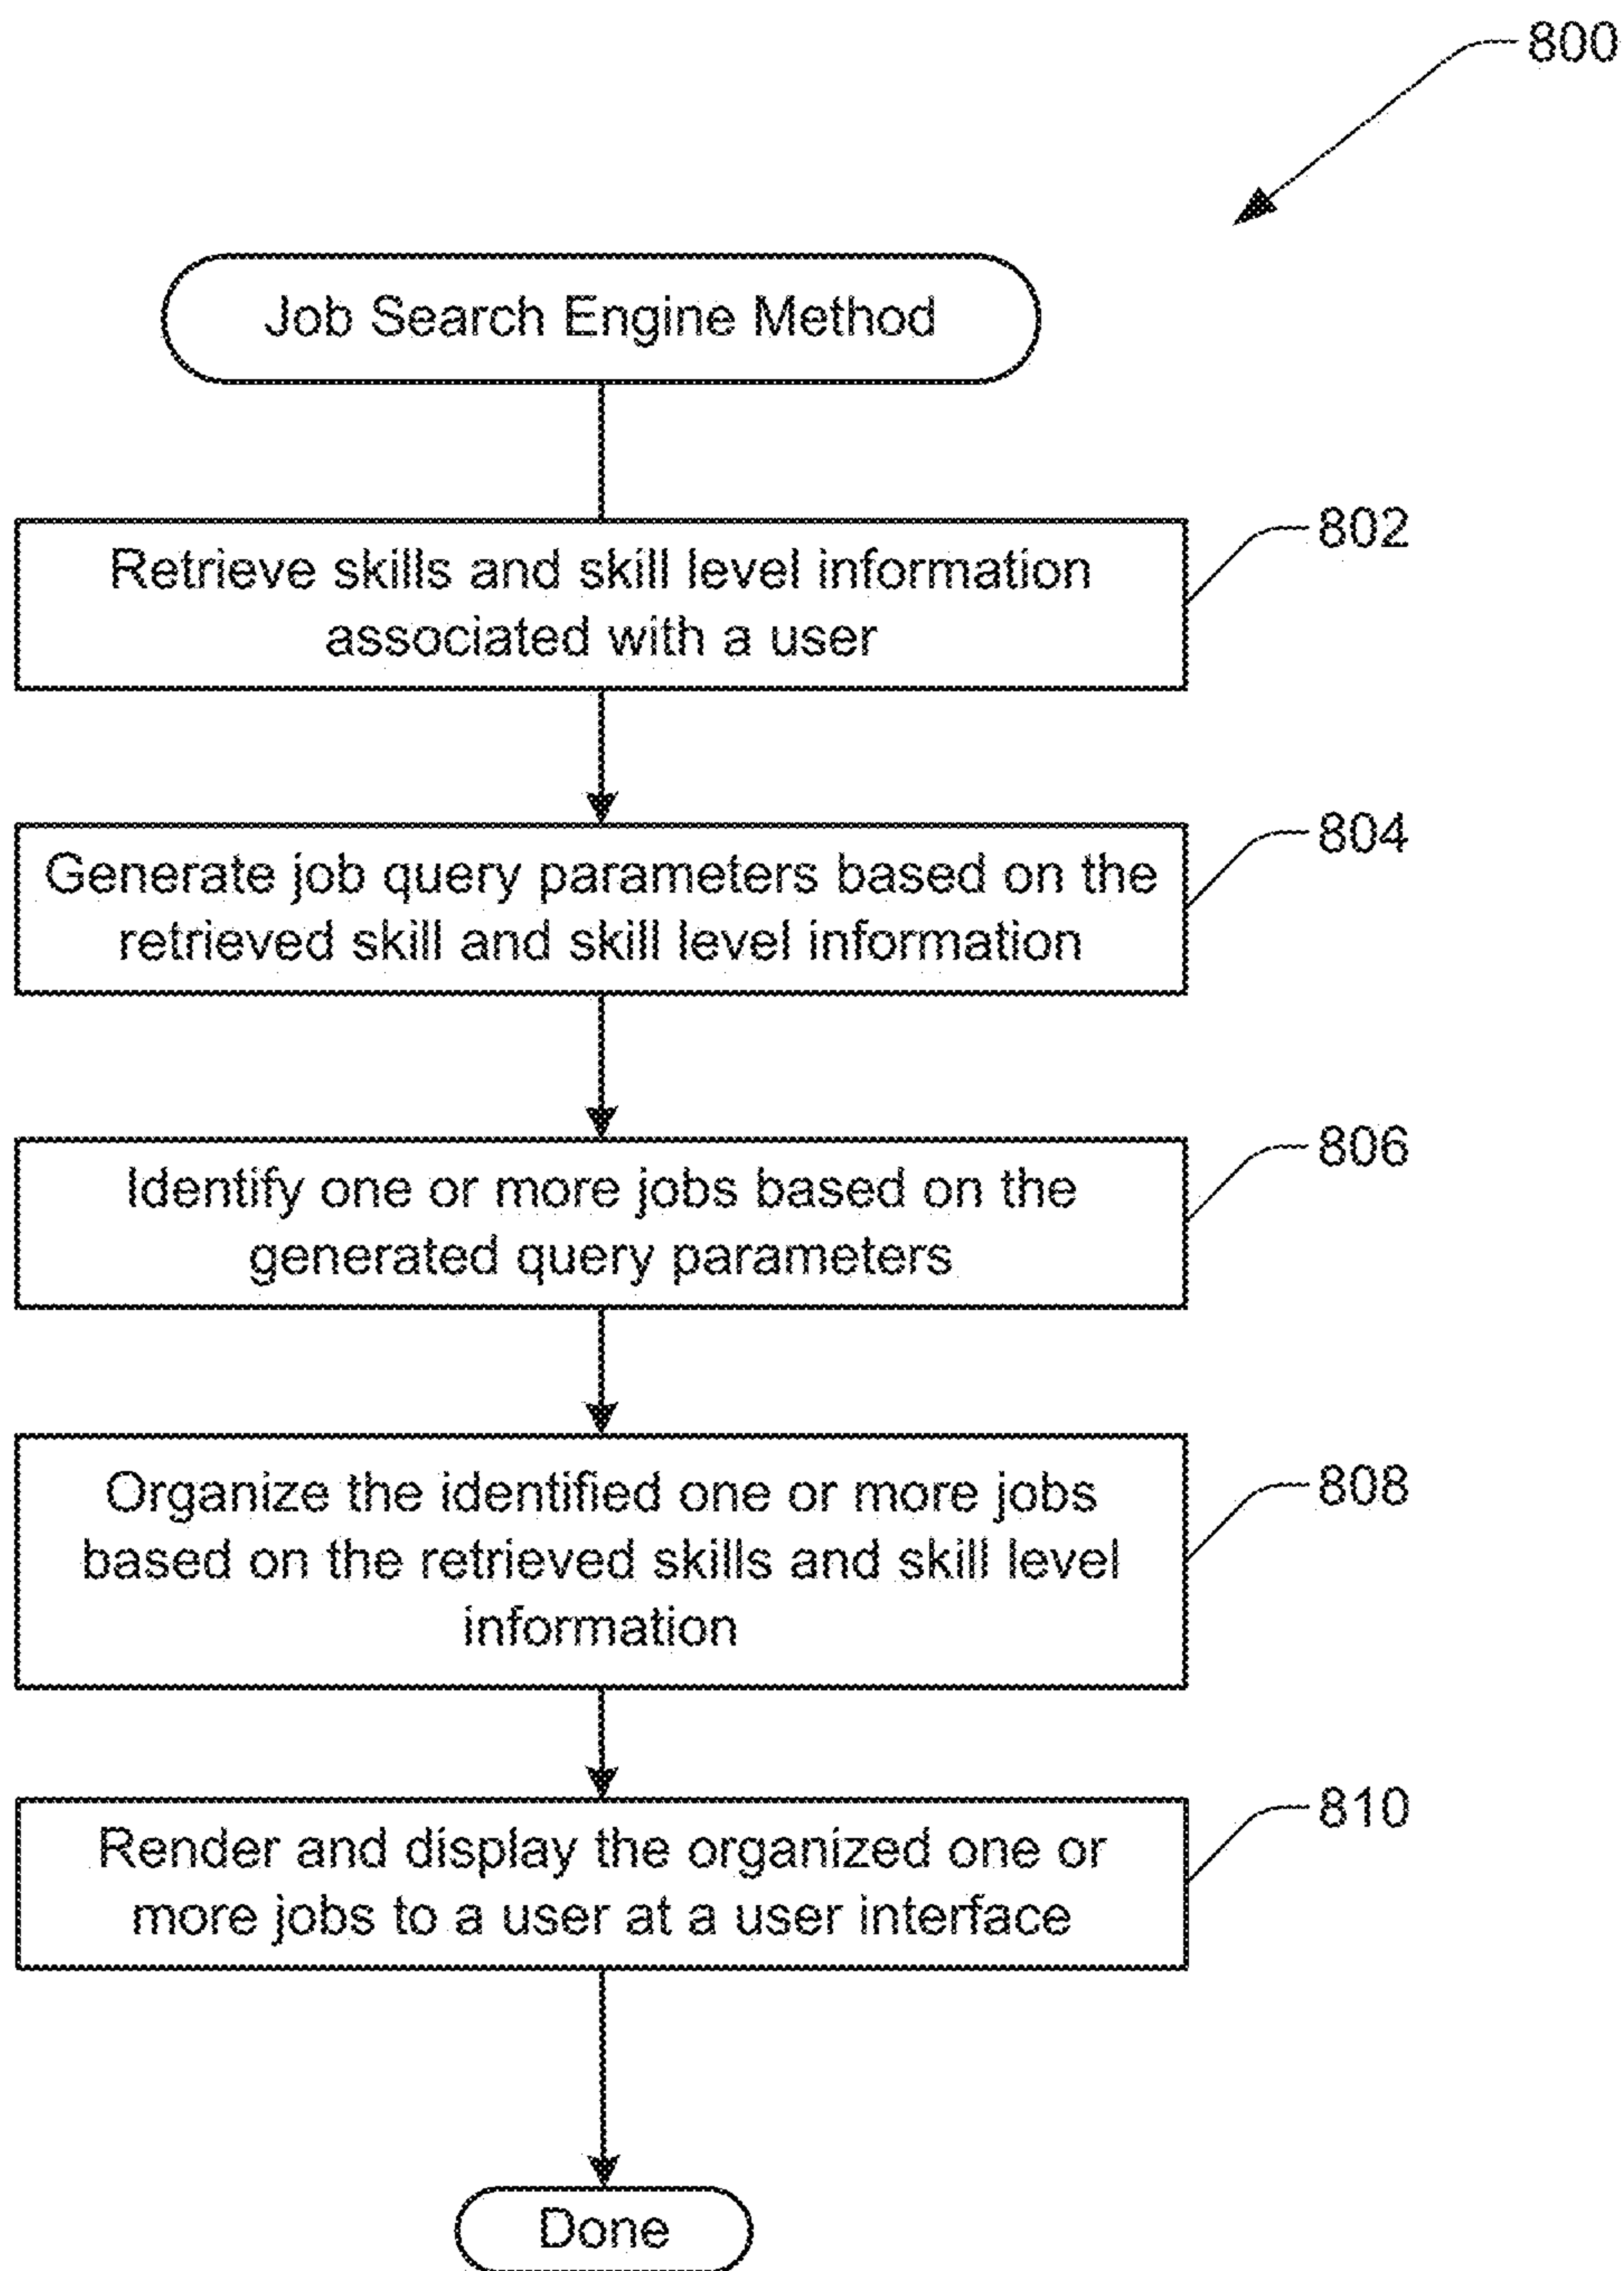 800
Job Search Engine Method
802
Retrieve skills and skill level information
associated with a user
804
Generate job query parameters based on the
retrieved skill and skill level information
806
Identify one or more jobs based on the
generated query parameters
808
Organize the identified one or more jobs
based on the retrieved skills and skill level
information
810
Render and display the organized one or
more jobs to a user at a user interface
Done